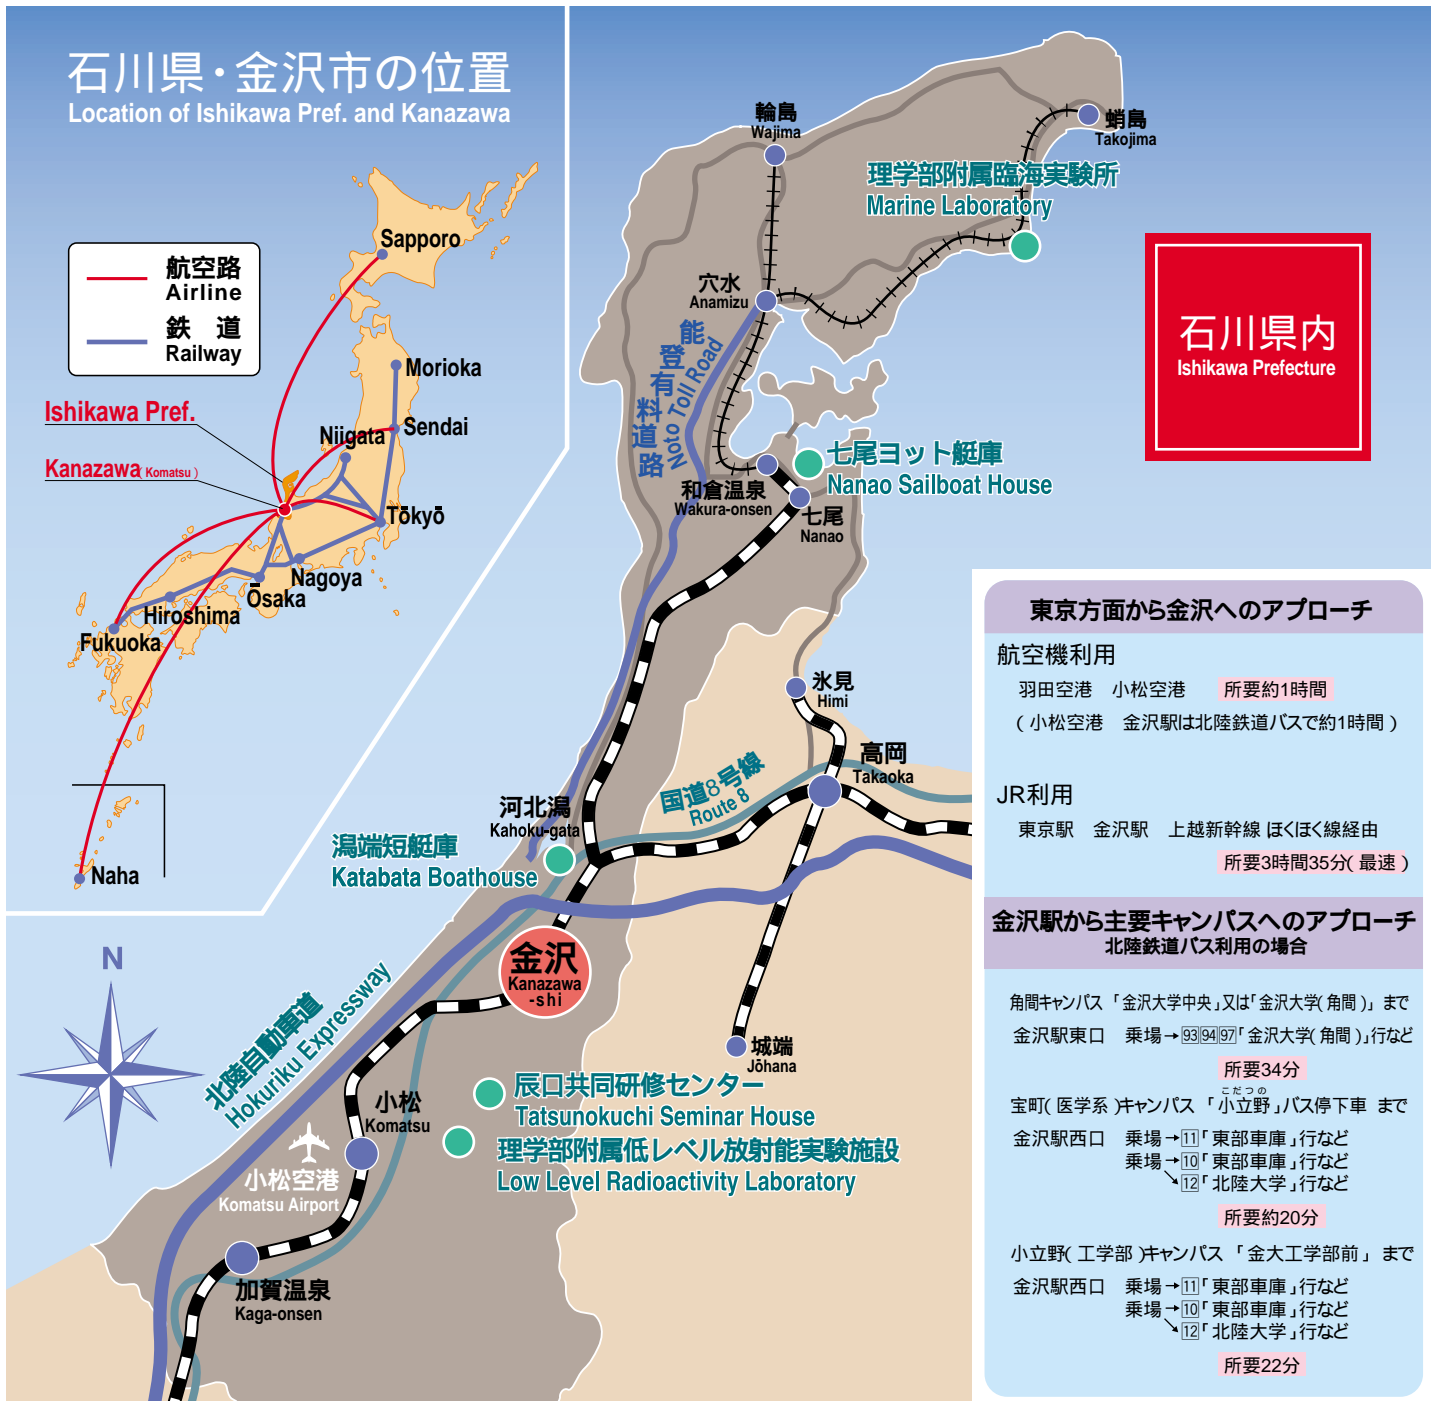 石川県・金沢市の位置
Location of Ishikawa Pref. and Kanazawa
航空路
Airline
鉄 道
Railway
Sapporo
Morioka
Sendai
Niigata
Ishikawa Pref.
Kanazawa( Komatsu )
Tōkyō
Nagoya
Ōsaka
Hiroshima
Fukuoka
Naha
N
輪島
Wajima
蛸島
Takojima
理学部附属臨海実験所
Marine Laboratory
穴水
Anamizu
能登有料道路
Noto Toll Road
七尾ヨット艇庫
Nanao Sailboat House
和倉温泉
Wakura-onsen
七尾
Nanao
氷見
Himi
高岡
Takaoka
国道8号線
Route 8
河北潟
Kahoku-gata
潟端短艇庫
Katabata Boathouse
金沢
Kanazawa
-shi
北陸自動車道
Hokuriku Expressway
城端
Jōhana
辰口共同研修センター
Tatsunokuchi Seminar House
小松
Komatsu
理学部附属低レベル放射能実験施設
Low Level Radioactivity Laboratory
小松空港
Komatsu Airport
加賀温泉
Kaga-onsen
石川県内
Ishikawa Prefecture
東京方面から金沢へのアプローチ
航空機利用
羽田空港 小松空港 所要約1時間
( 小松空港 金沢駅は北陸鉄道バスで約1時間 )
JR利用
東京駅 金沢駅 上越新幹線 ほくほく線経由
所要3時間35分( 最速 )
金沢駅から主要キャンパスへのアプローチ
北陸鉄道バス利用の場合
角間キャンパス 「金沢大学中央」又は「金沢大学( 角間 )」 まで
金沢駅東口 乗場→93 94 97「 金沢大学( 角間 )」行など
所要34分
こだつの
宝町( 医学系 )キャンパス 「小立野」バス停下車 まで
金沢駅西口 乗場→11「 東部車庫」行など
乗場→10「 東部車庫」行など
↘12「 北陸大学」行など
所要約20分
小立野( 工学部 )キャンパス 「金大工学部前」 まで
金沢駅西口 乗場→11「 東部車庫」行など
乗場→10「 東部車庫」行など
↘12「 北陸大学」行など
所要22分